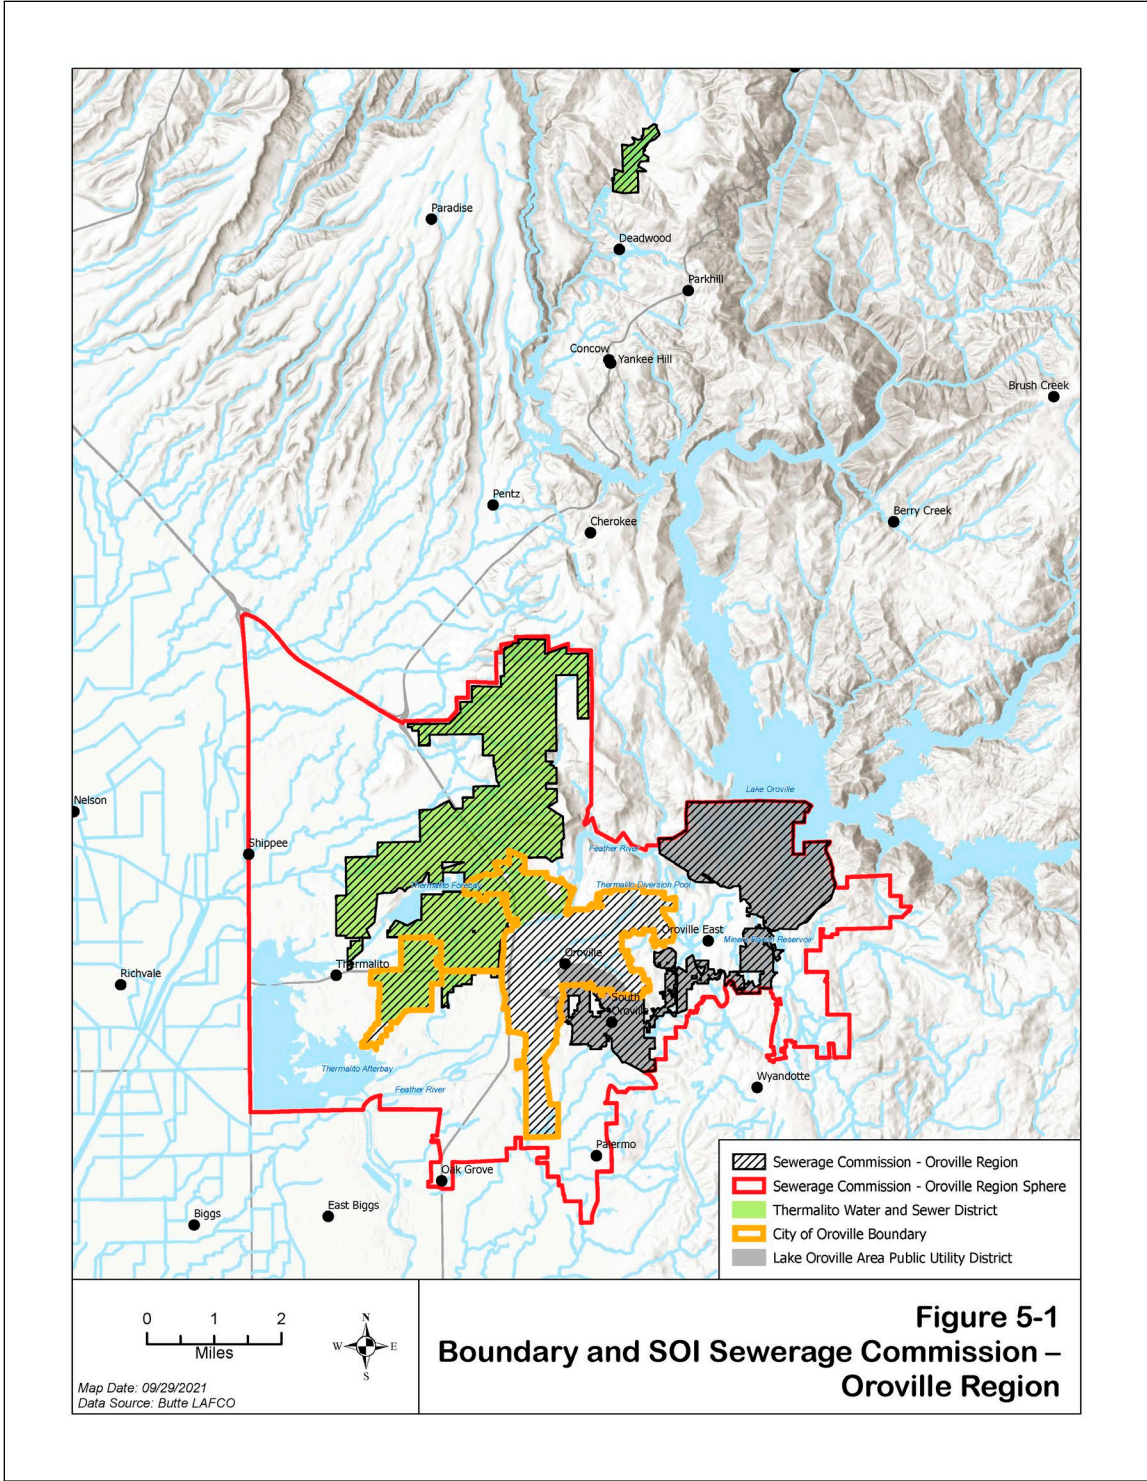 Paradise
Deadwood
Parkhill
Concow
Yankee Hill
Brush Creek
Pentz
Cherokee
Berry Creek
Lake Oroville
Nelson
Shippee
Feather River
Thermalito Forebay
Thermalito Diversion Pool
Oroville East
Miners Ranch Reservoir
Oroville
Thermalito
Richvale
South
Oroville
Thermalito Afterbay
Feather River
Wyandotte
Palermo
Oak Grove
East Biggs
Biggs
Sewerage Commission - Oroville Region
Sewerage Commission - Oroville Region Sphere
Thermalito Water and Sewer District
City of Oroville Boundary
Lake Oroville Area Public Utility District
0 1 2
Miles
N
W E
S
Map Date: 09/29/2021
Data Source: Butte LAFCO
Figure 5-1
Boundary and SOI Sewerage Commission –
Oroville Region